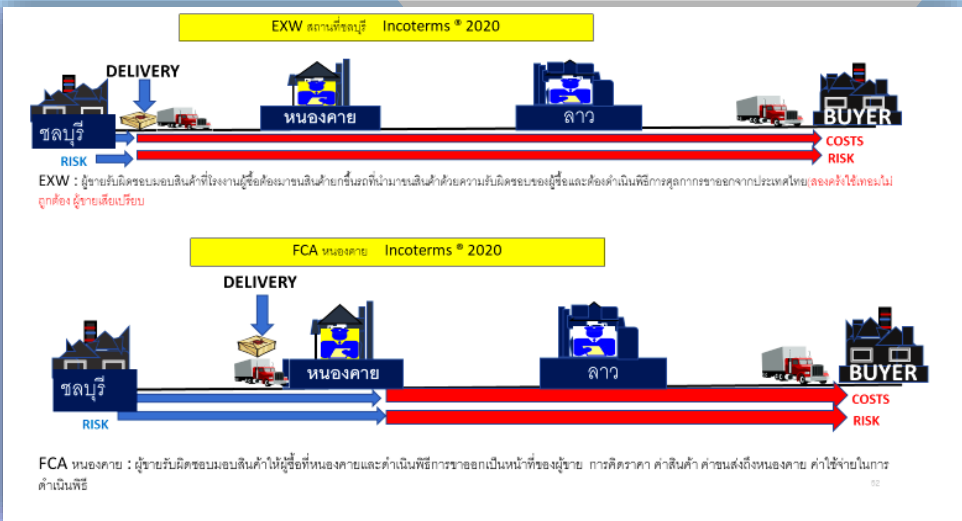 EXW สถานที่ชลบุรี Incoterms ® 2020
DELIVERY
ชลบุรี
หนองคาย
ลาว
BUYER
COSTS
RISK
RISK
EXW : ผู้ขายรับผิดชอบมอบสินค้าที่โรงงานผู้ซื้อต้องมาขนสินค้ายกขึ้นรถที่นำมาขนสินค้าด้วยความรับผิดชอบของผู้ซื้อและต้องดำเนินพิธีการศุลกากรขาออกจากประเทศไทย(สองครั้งใช้เทอมไม่
ถูกต้อง ผู้ขายเสียเปรียบ
FCA หนองคาย Incoterms ® 2020
DELIVERY
ชลบุรี
หนองคาย
ลาว
BUYER
COSTS
RISK
RISK
FCA หนองคาย : ผู้ขายรับผิดชอบมอบสินค้าให้ผู้ซื้อที่หนองคายและดำเนินพิธีการขาออกเป็นหน้าที่ของผู้ขาย การคิดราคา ค่าสินค้า ค่าขนส่งถึงหนองคาย ค่าใช้จ่ายในการ
ดำเนินพิธี
52